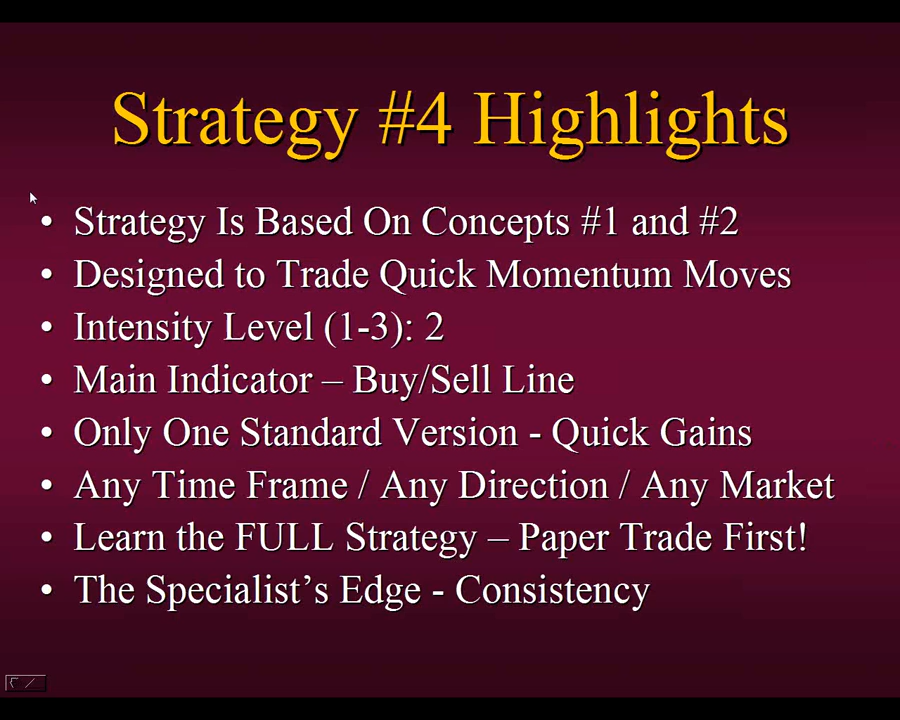 Strategy #4 Highlights
• Strategy Is Based On Concepts #1 and #2
• Designed to Trade Quick Momentum Moves
• Intensity Level (1-3): 2
• Main Indicator – Buy/Sell Line
• Only One Standard Version - Quick Gains
• Any Time Frame / Any Direction / Any Market
• Learn the FULL Strategy – Paper Trade First!
• The Specialist’s Edge - Consistency